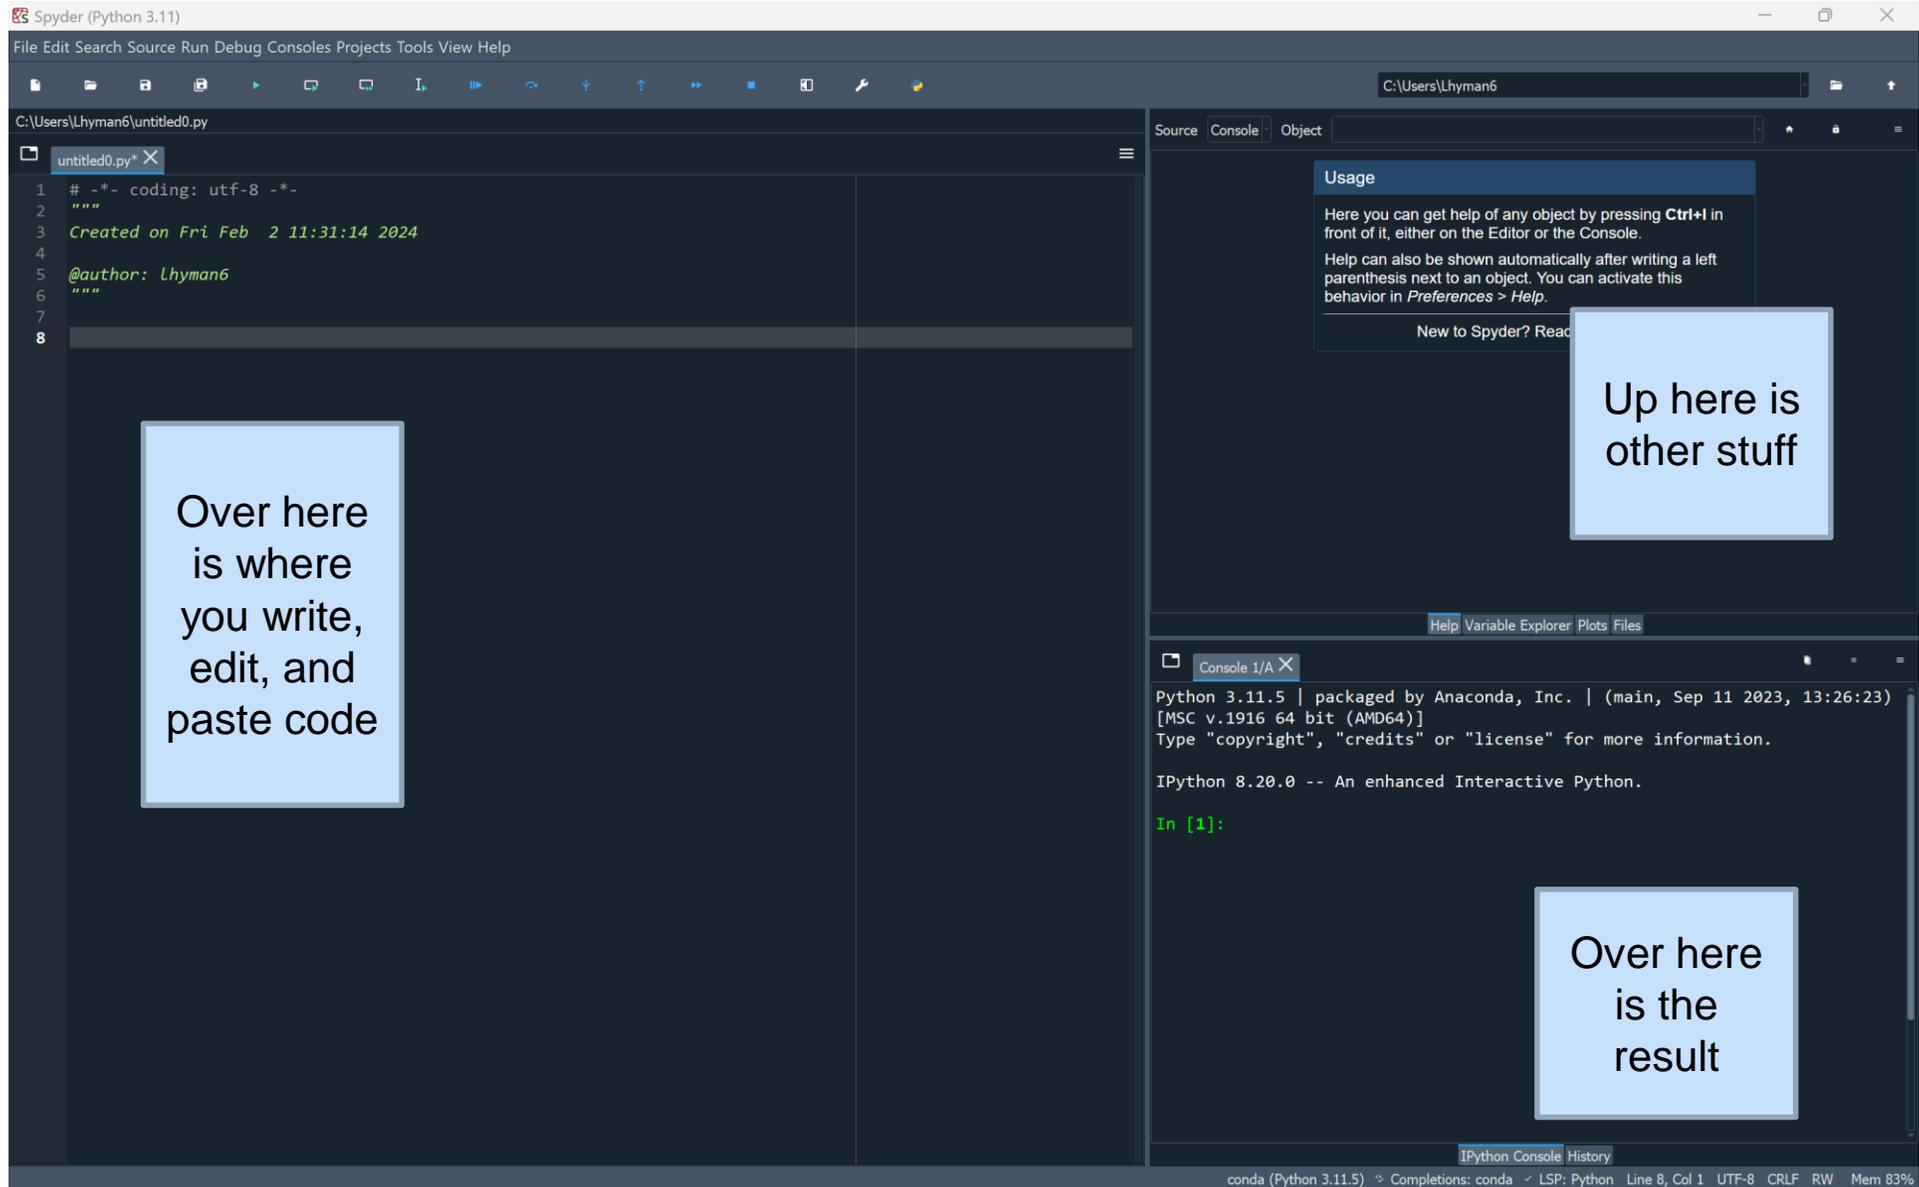 Spyder (Python 3.11)
File Edit Search Source Run Debug Consoles Projects Tools View Help
C:\Users\Lhyman6
C:\Users\Lhyman6\untitled0.py
untitled0.py*
1 # -*- coding: utf-8 -*-
2 """
3 Created on Fri Feb  2 11:31:14 2024
4
5 @author: lhyman6
6 """
7
8
Over here
is where
you write,
edit, and
paste code
Source Console Object
Usage
Here you can get help of any object by pressing Ctrl+I in
front of it, either on the Editor or the Console.
Help can also be shown automatically after writing a left
parenthesis next to an object. You can activate this
behavior in Preferences > Help.
New to Spyder? Read
Up here is
other stuff
Help Variable Explorer Plots Files
Console 1/A
Python 3.11.5 | packaged by Anaconda, Inc. | (main, Sep 11 2023, 13:26:23)
[MSC v.1916 64 bit (AMD64)]
Type "copyright", "credits" or "license" for more information.
IPython 8.20.0 -- An enhanced Interactive Python.
In [1]:
Over here
is the
result
IPython Console History
conda (Python 3.11.5) Completions: conda LSP: Python Line 8, Col 1 UTF-8 CRLF RW Mem 83%